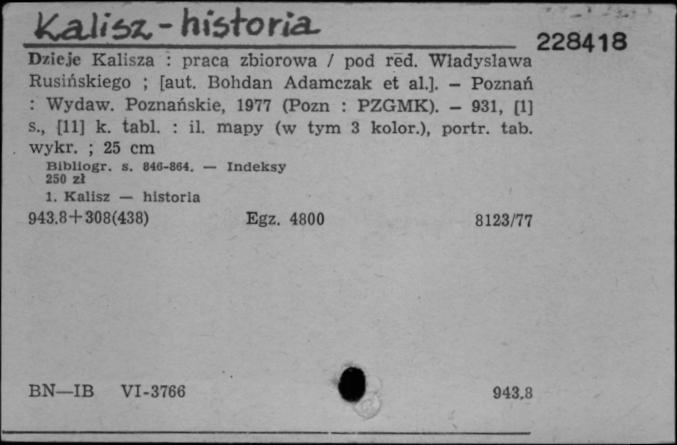 Kalisz - historia
228418
Dzieje Kalisza : praca zbiorowa / pod red. Władysława
Rusińskiego ; [aut. Bohdan Adamczak et al.]. — Poznań
: Wydaw. Poznańskie, 1977 (Pozn : PZGMK). — 931, [1]
s., [11] k. tabl. : il. mapy (w tym 3 kolor.), portr. tab.
wykr. ; 25 cm
Bibliogr. s. 846-864. — Indeksy
250 zł
1. Kalisz — historia
943.8+308(438) Egz. 4800 8123/77
BN—IB VI-3766 943.8